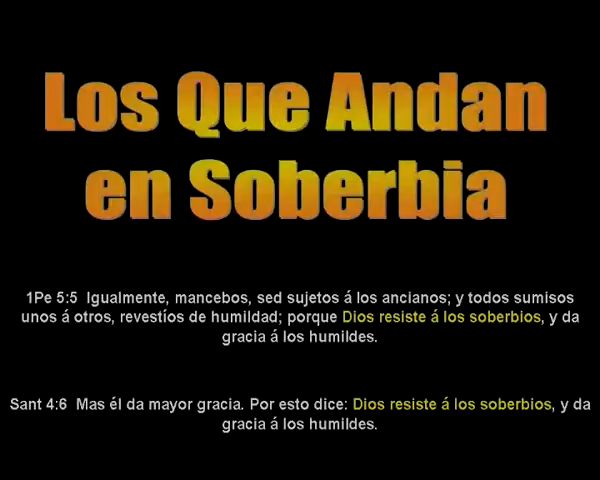 Los Que Andan
en Soberbia
1Pe 5:5  Igualmente, mancebos, sed sujetos á los ancianos; y todos sumisos
unos á otros, revestíos de humildad; porque Dios resiste á los soberbios, y da
gracia á los humildes.
Sant 4:6  Mas él da mayor gracia. Por esto dice: Dios resiste á los soberbios, y da
gracia á los humildes.